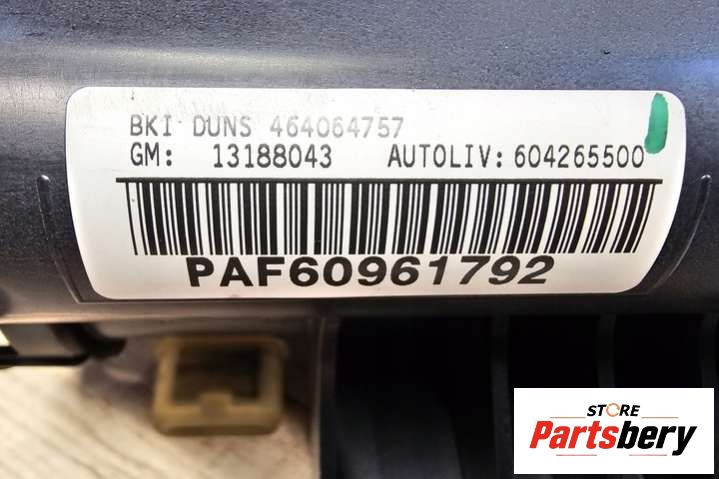 BKI DUNS 464064757
GM: 13188043 AUTOLIV: 604265500
PAF60961792
STORE
Partsbery